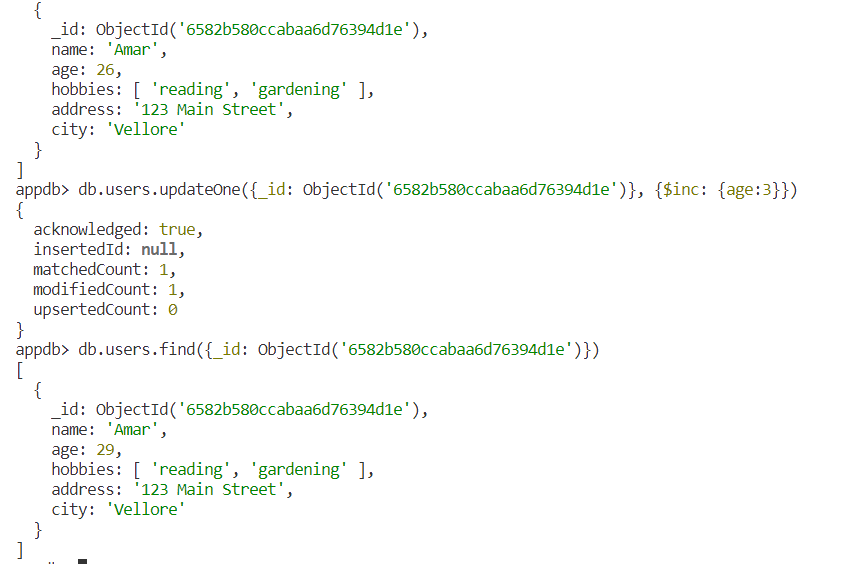 {
_id: ObjectId('6582b580ccabaa6d76394d1e'),
name: 'Amar',
age: 26,
hobbies: [ 'reading', 'gardening' ],
address: '123 Main Street',
city: 'Vellore'
}
]
appdb> db.users.updateOne({_id: ObjectId('6582b580ccabaa6d76394d1e')}, {$inc: {age:3}})
{
acknowledged: true,
insertedId: null,
matchedCount: 1,
modifiedCount: 1,
upsertedCount: 0
}
appdb> db.users.find({_id: ObjectId('6582b580ccabaa6d76394d1e')})
[
{
_id: ObjectId('6582b580ccabaa6d76394d1e'),
name: 'Amar',
age: 29,
hobbies: [ 'reading', 'gardening' ],
address: '123 Main Street',
city: 'Vellore'
}
]